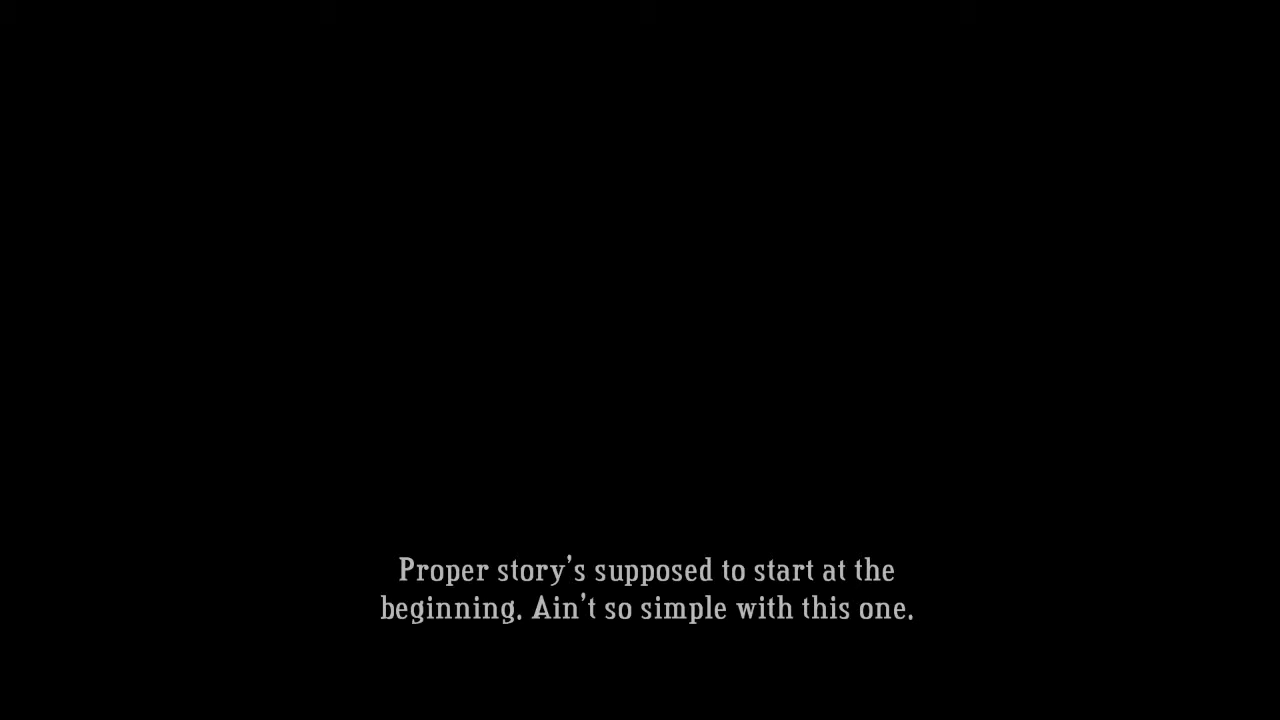 Proper story's supposed to start at the
beginning. Ain't so simple with this one.